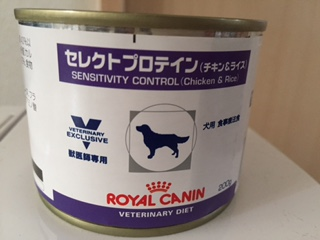 セレクトプロテイン(チキン&ライス)
SENSITIVITY CONTROL (Chicken & Rice)
V
VETERINARY
EXCLUSIVE
獣医師専用
犬用 食事療法食
ROYAL CANIN
VETERINARY DIET
200g